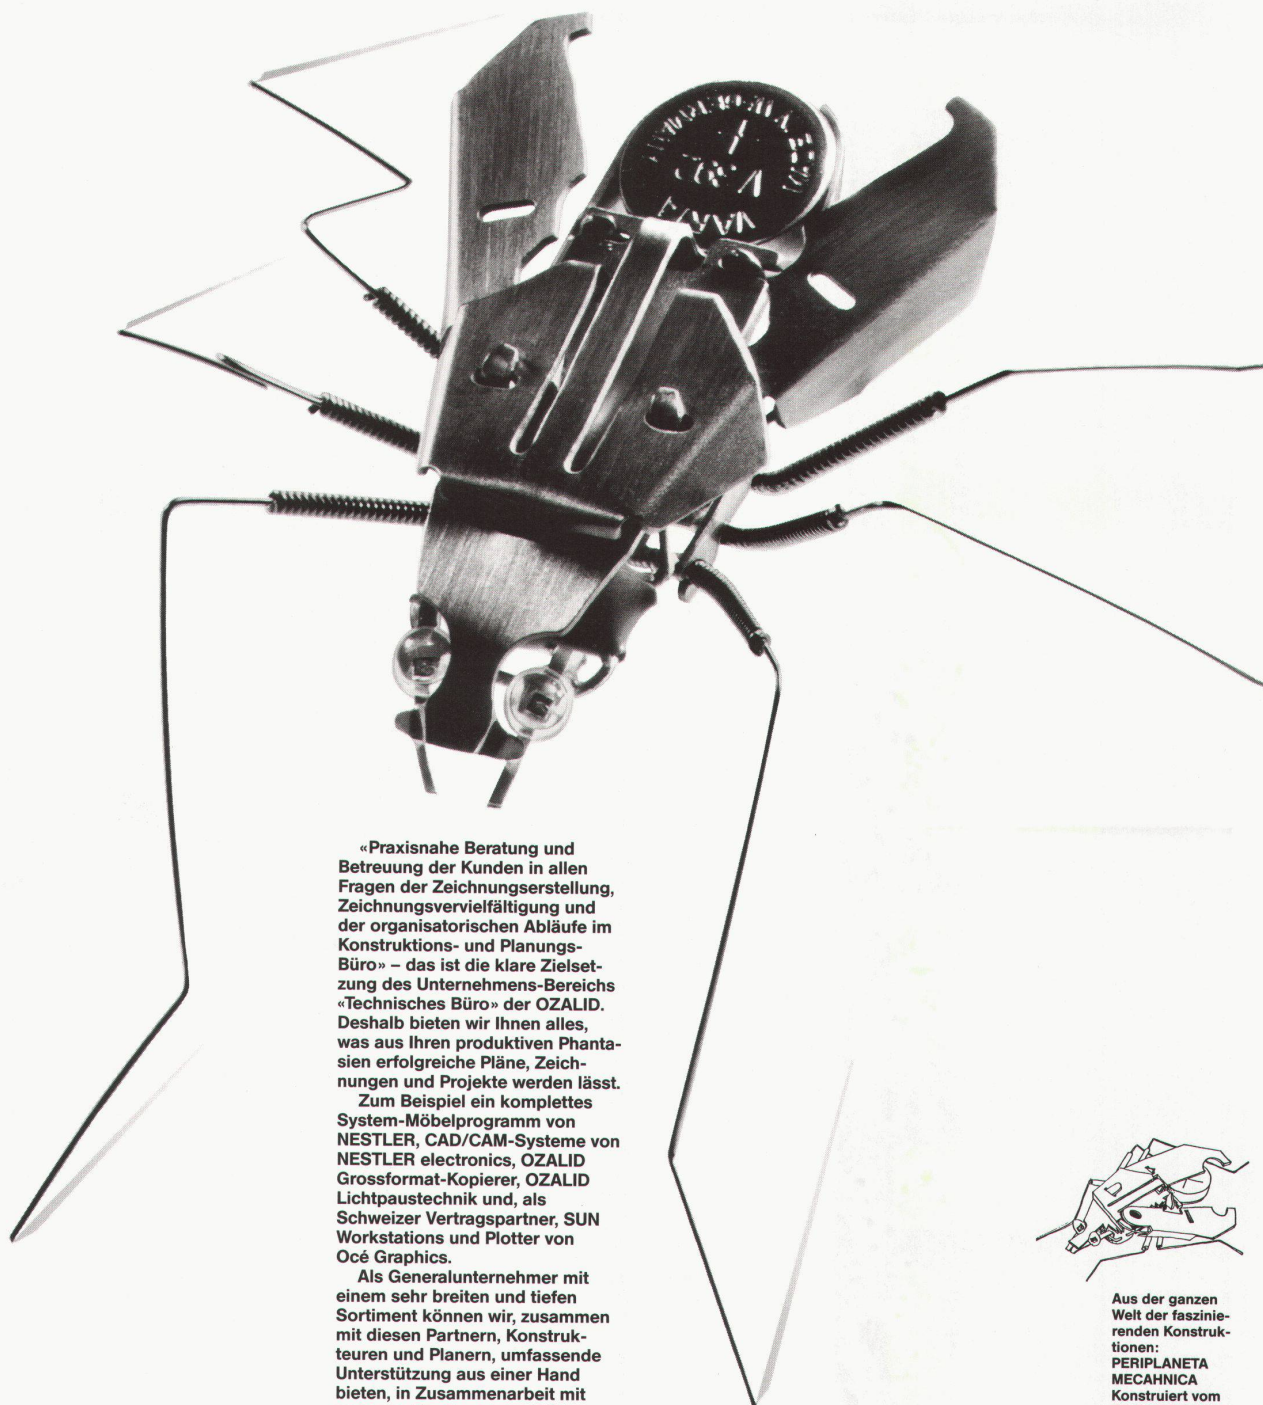 «Praxisnahe Beratung und
Betreuung der Kunden in allen
Fragen der Zeichnungserstellung,
Zeichnungsvervielfältigung und
der organisatorischen Abläufe im
Konstruktions- und Planungs-
Büro» – das ist die klare Zielset-
zung des Unternehmens-Bereichs
«Technisches Büro» der OZALID.
Deshalb bieten wir Ihnen alles,
was aus Ihren produktiven Phanta-
sien erfolgreiche Pläne, Zeich-
nungen und Projekte werden lässt.
Zum Beispiel ein komplettes
System-Möbelprogramm von
NESTLER, CAD/CAM-Systeme von
NESTLER electronics, OZALID
Grossformat-Kopierer, OZALID
Lichtpaustechnik und, als
Schweizer Vertragspartner, SUN
Workstations und Plotter von
Océ Graphics.
Als Generalunternehmer mit
einem sehr breiten und tiefen
Sortiment können wir, zusammen
mit diesen Partnern, Konstruk-
teuren und Planern, umfassende
Unterstützung aus einer Hand
bieten, in Zusammenarbeit mit
Aus der ganzen
Welt der faszinie-
renden Konstruk-
tionen:
PERIPLANETA
MECAHNICA
Konstruiert vom